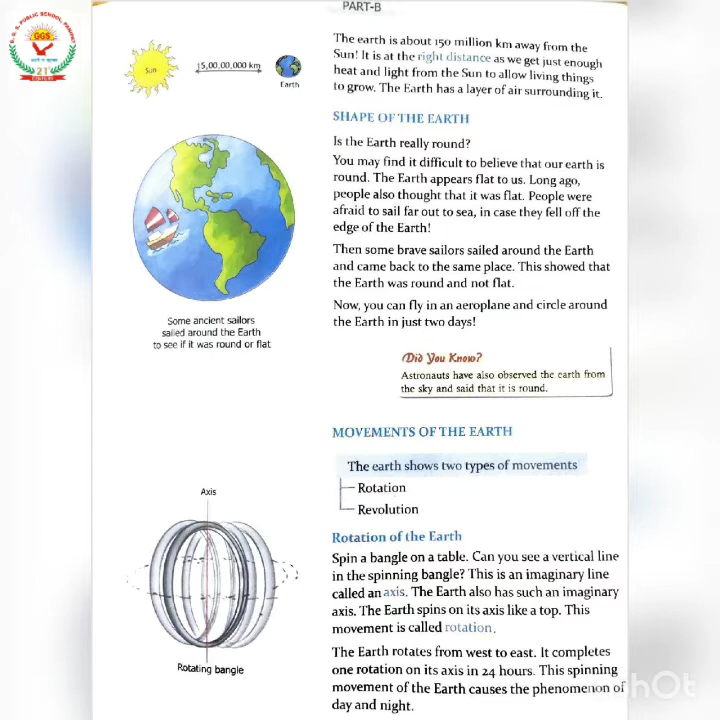 PART-B
G. G. S. PUBLIC SCHOOL, PANIPAT
GGS
21st
CENTURY
Sun
15,00,00,000 km
Earth
The earth is about 150 million km away from the
Sun! It is at the right distance as we get just enough
heat and light from the Sun to allow living things
to grow. The Earth has a layer of air surrounding it.
SHAPE OF THE EARTH
Is the Earth really round?
You may find it difficult to believe that our earth is
round. The Earth appears flat to us. Long ago,
people also thought that it was flat. People were
afraid to sail far out to sea, in case they fell off the
edge of the Earth!
Then some brave sailors sailed around the Earth
and came back to the same place. This showed that
the Earth was round and not flat.
Now, you can fly in an aeroplane and circle around
the Earth in just two days!
Some ancient sailors
sailed around the Earth
to see if it was round or flat
Did You Know?
Astronauts have also observed the earth from
the sky and said that it is round.
MOVEMENTS OF THE EARTH
The earth shows two types of movements
Rotation
Revolution
Axis
Rotating bangle
Rotation of the Earth
Spin a bangle on a table. Can you see a vertical line
in the spinning bangle? This is an imaginary line
called an axis. The Earth also has such an imaginary
axis. The Earth spins on its axis like a top. This
movement is called rotation.
The Earth rotates from west to east. It completes
one rotation on its axis in 24 hours. This spinning
movement of the Earth causes the phenomenon of
day and night.